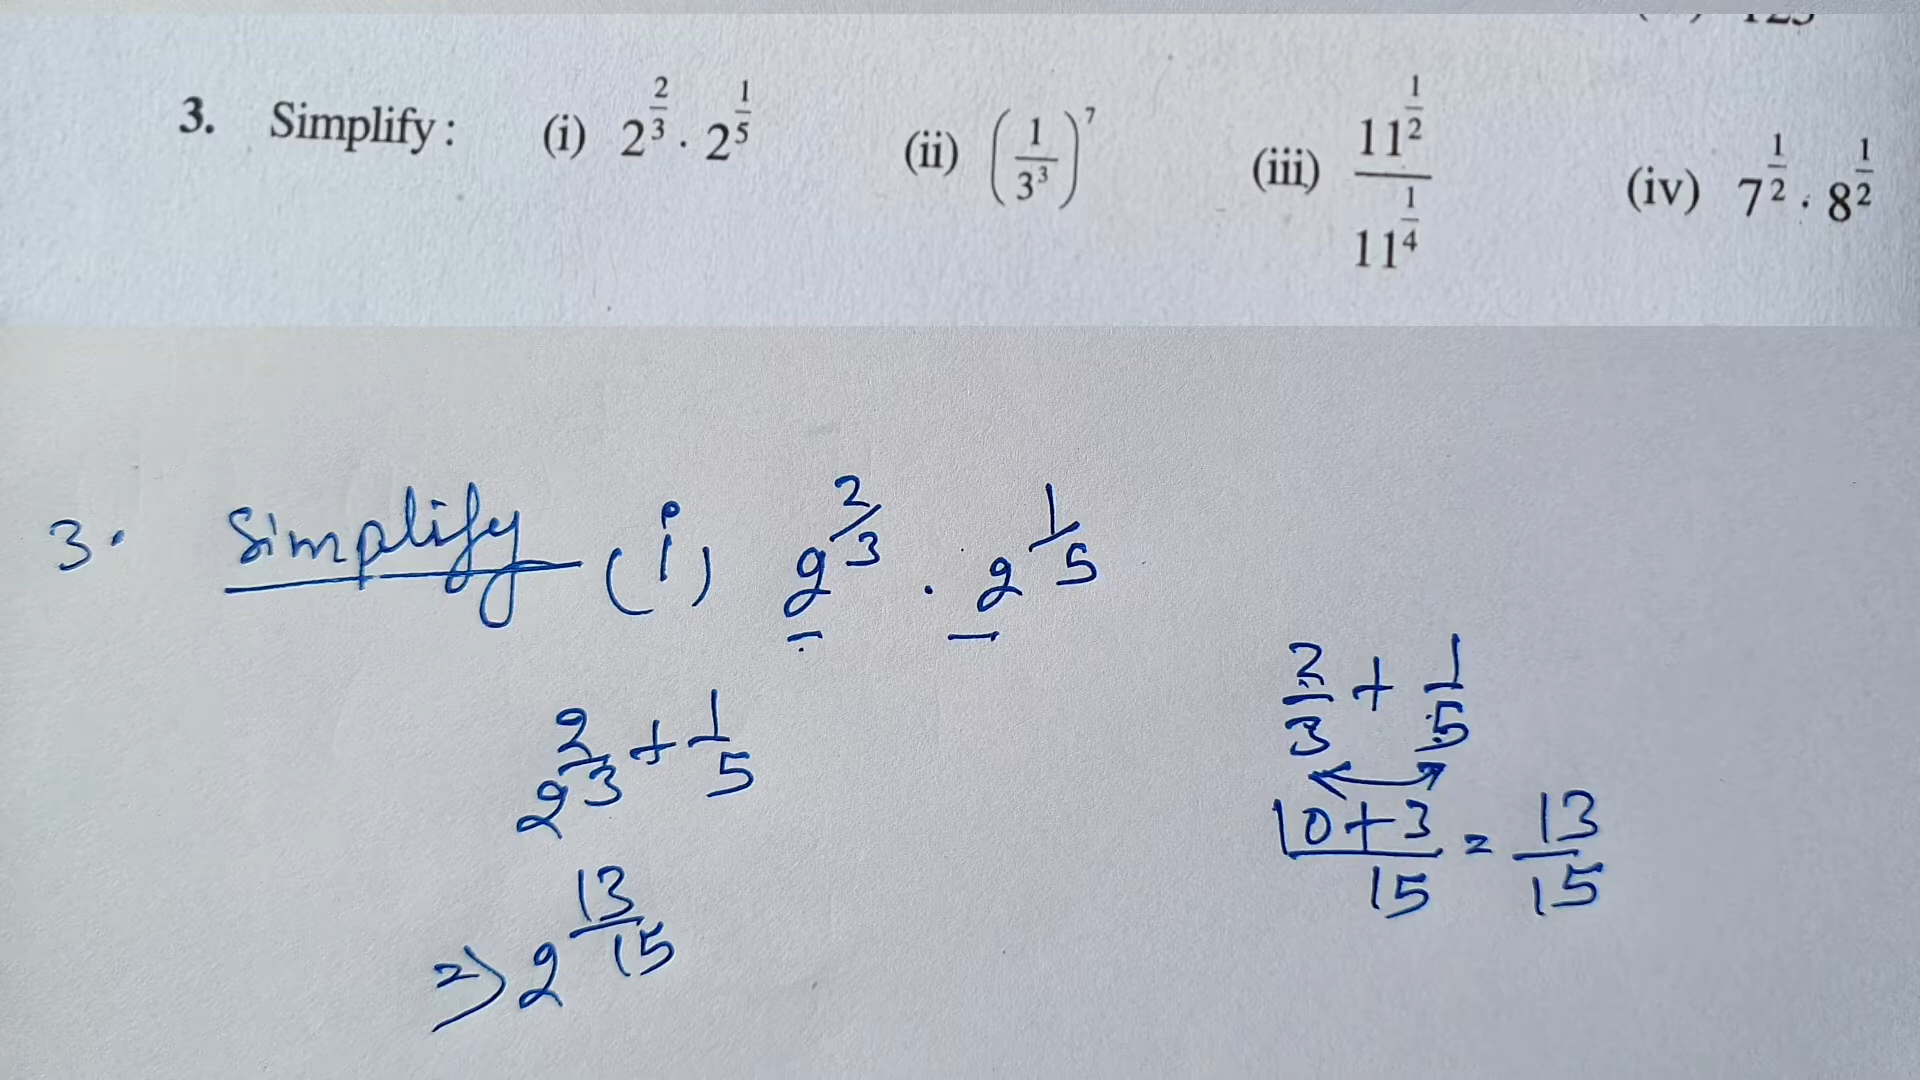 3. Simplify : (i) 2^(2/3) . 2^(1/5) (ii) (1/3^3)^7 (iii) 11^(1/2) / 11^(1/4) (iv) 7^(1/2) . 8^(1/2)
3. Simplify (i) 2^(2/3) . 2^(1/5)
2^(2/3 + 1/5)
2/3 + 1/5
(10+3)/15 = 13/15
⇒ 2^(13/15)